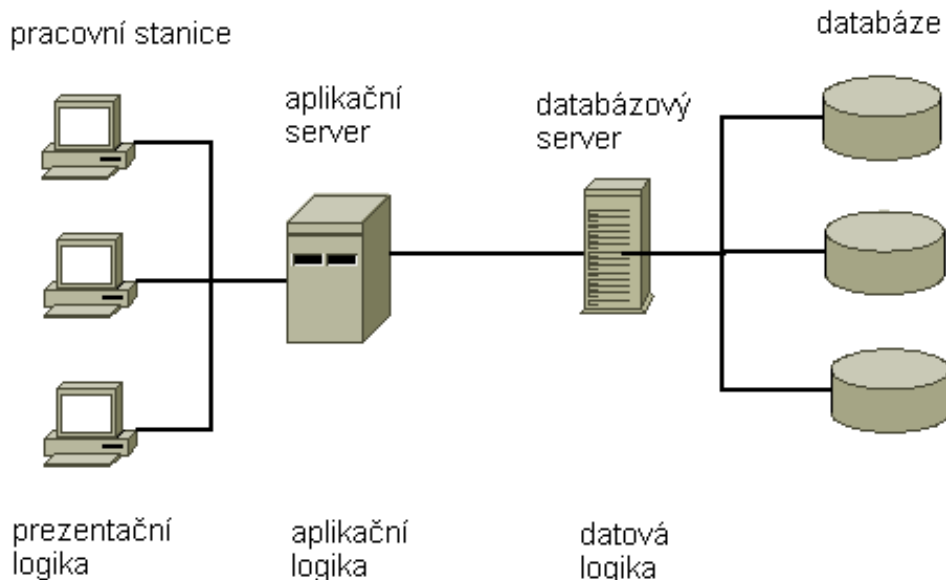 pracovní stanice
databáze
aplikační
server
databázový
server
prezentační
logika
aplikační
logika
datová
logika